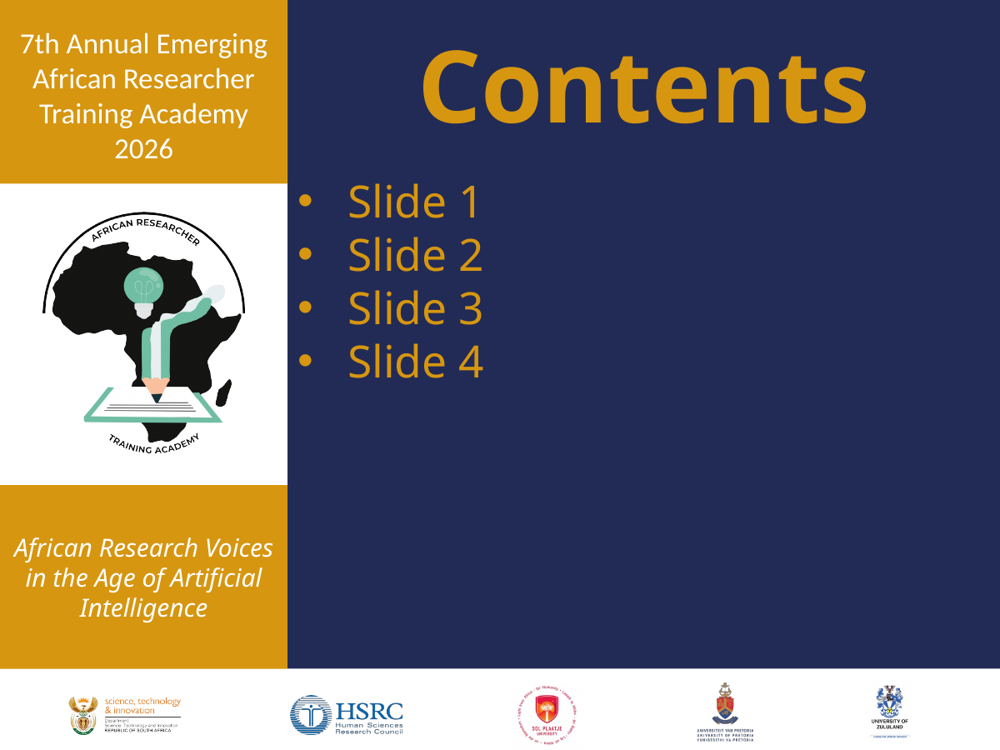 7th Annual Emerging
African Researcher
Training Academy
2026
Contents
• Slide 1
• Slide 2
• Slide 3
• Slide 4
AFRICAN RESEARCHER
TRAINING ACADEMY
African Research Voices
in the Age of Artificial
Intelligence
science, technology
& innovation
Department:
Science, Technology and Innovation
REPUBLIC OF SOUTH AFRICA
HSRC
Human Sciences
Research Council
SOL PLAATJE
UNIVERSITY
UNIVERSITEIT VAN PRETORIA
UNIVERSITY OF PRETORIA
YUNIBESITHI YA PRETORIA
UNIVERSITY OF
ZULULAND